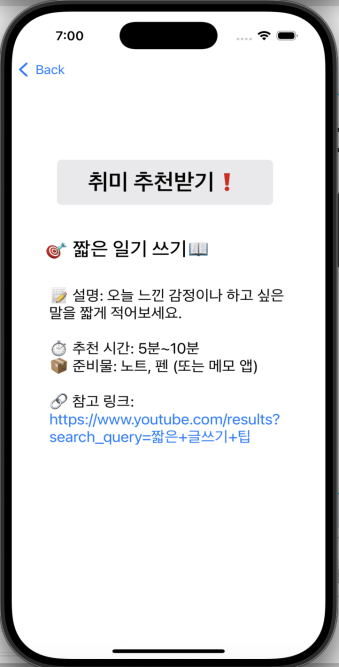 7:00
Back
취미 추천받기❗
🎯 짧은 일기 쓰기📖
📝 설명: 오늘 느낀 감정이나 하고 싶은
말을 짧게 적어보세요.
⏱️ 추천 시간: 5분~10분
📦 준비물: 노트, 펜 (또는 메모 앱)
🔗 참고 링크:
https://www.youtube.com/results?
search_query=짧은+글쓰기+팁